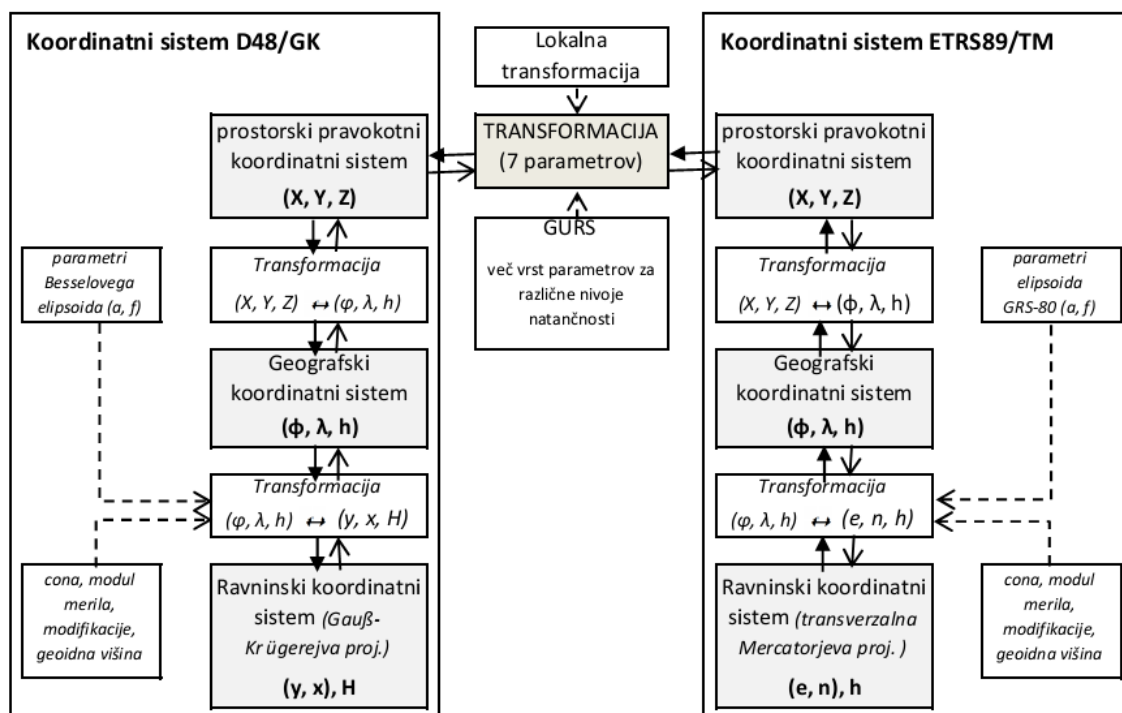 Koordinatni sistem D48/GK
prostorski pravokotni
koordinatni sistem
(X, Y, Z)
Transformacija
(X, Y, Z) ↔ (φ, λ, h)
Geografski
koordinatni sistem
(ϕ, λ, h)
Transformacija
(φ, λ, h) ↔ (y, x, H)
Ravninski koordinatni
sistem (Gauß-
Krügerejva proj.)
(y, x), H
parametri
Besselovega
elipsoida (a, f)
cona, modul
merila,
modifikacije,
geoidna višina
Lokalna
transformacija
TRANSFORMACIJA
(7 parametrov)
GURS
več vrst parametrov za
različne nivoje
natančnosti
Koordinatni sistem ETRS89/TM
prostorski pravokotni
koordinatni sistem
(X, Y, Z)
Transformacija
(X, Y, Z) ↔ (ϕ, λ, h)
Geografski
koordinatni sistem
(ϕ, λ, h)
Transformacija
(φ, λ, h) ↔ (e, n, h)
Ravninski koordinatni
sistem (transverzalna
Mercatorjeva proj. )
(e, n), h
parametri
elipsoida
GRS-80 (a, f)
cona, modul
merila,
modifikacije,
geoidna višina